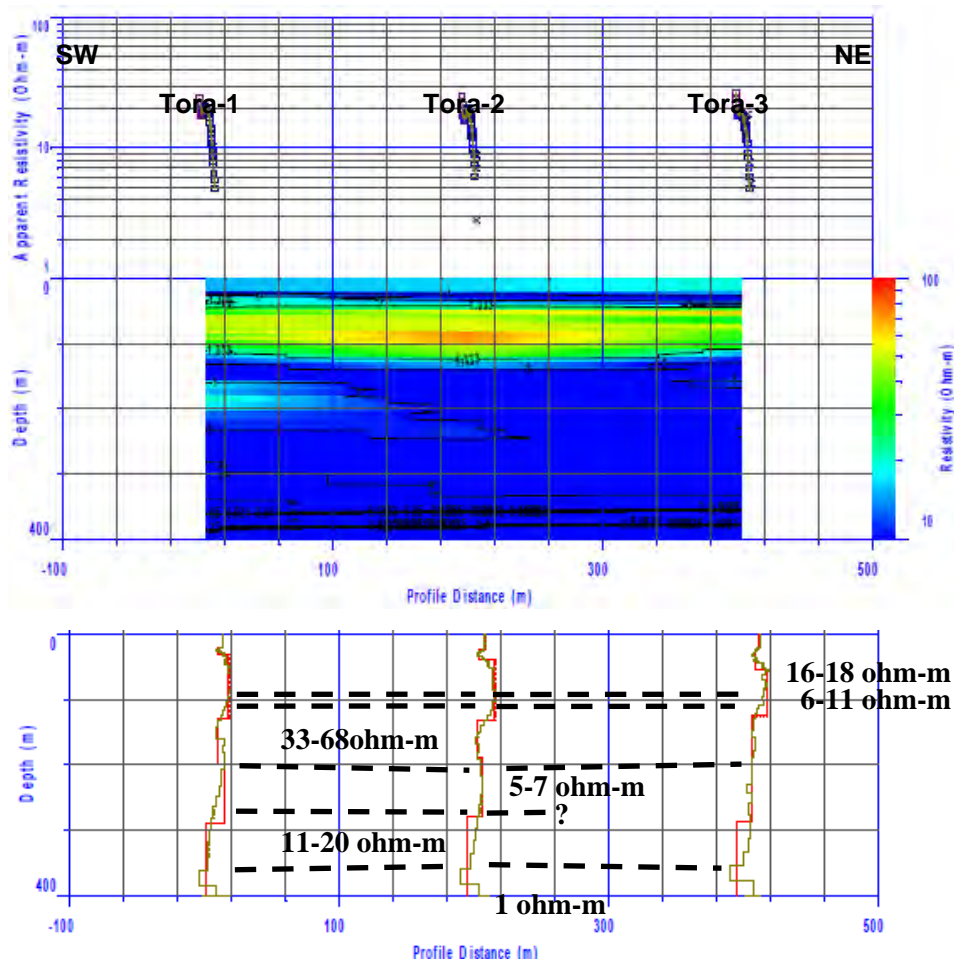 100
SW
NE
Tora-1
Tora-2
Tora-3
10
1
Apparent Resistivity (Ohm-m)
0
400
Depth (m)
-100
100
300
500
Profile Distance (m)
100
10
Resistivity (Ohm-m)
0
16-18 ohm-m
6-11 ohm-m
33-68ohm-m
5-7 ohm-m
?
11-20 ohm-m
1 ohm-m
400
Depth (m)
-100
100
300
500
Profile Distance (m)